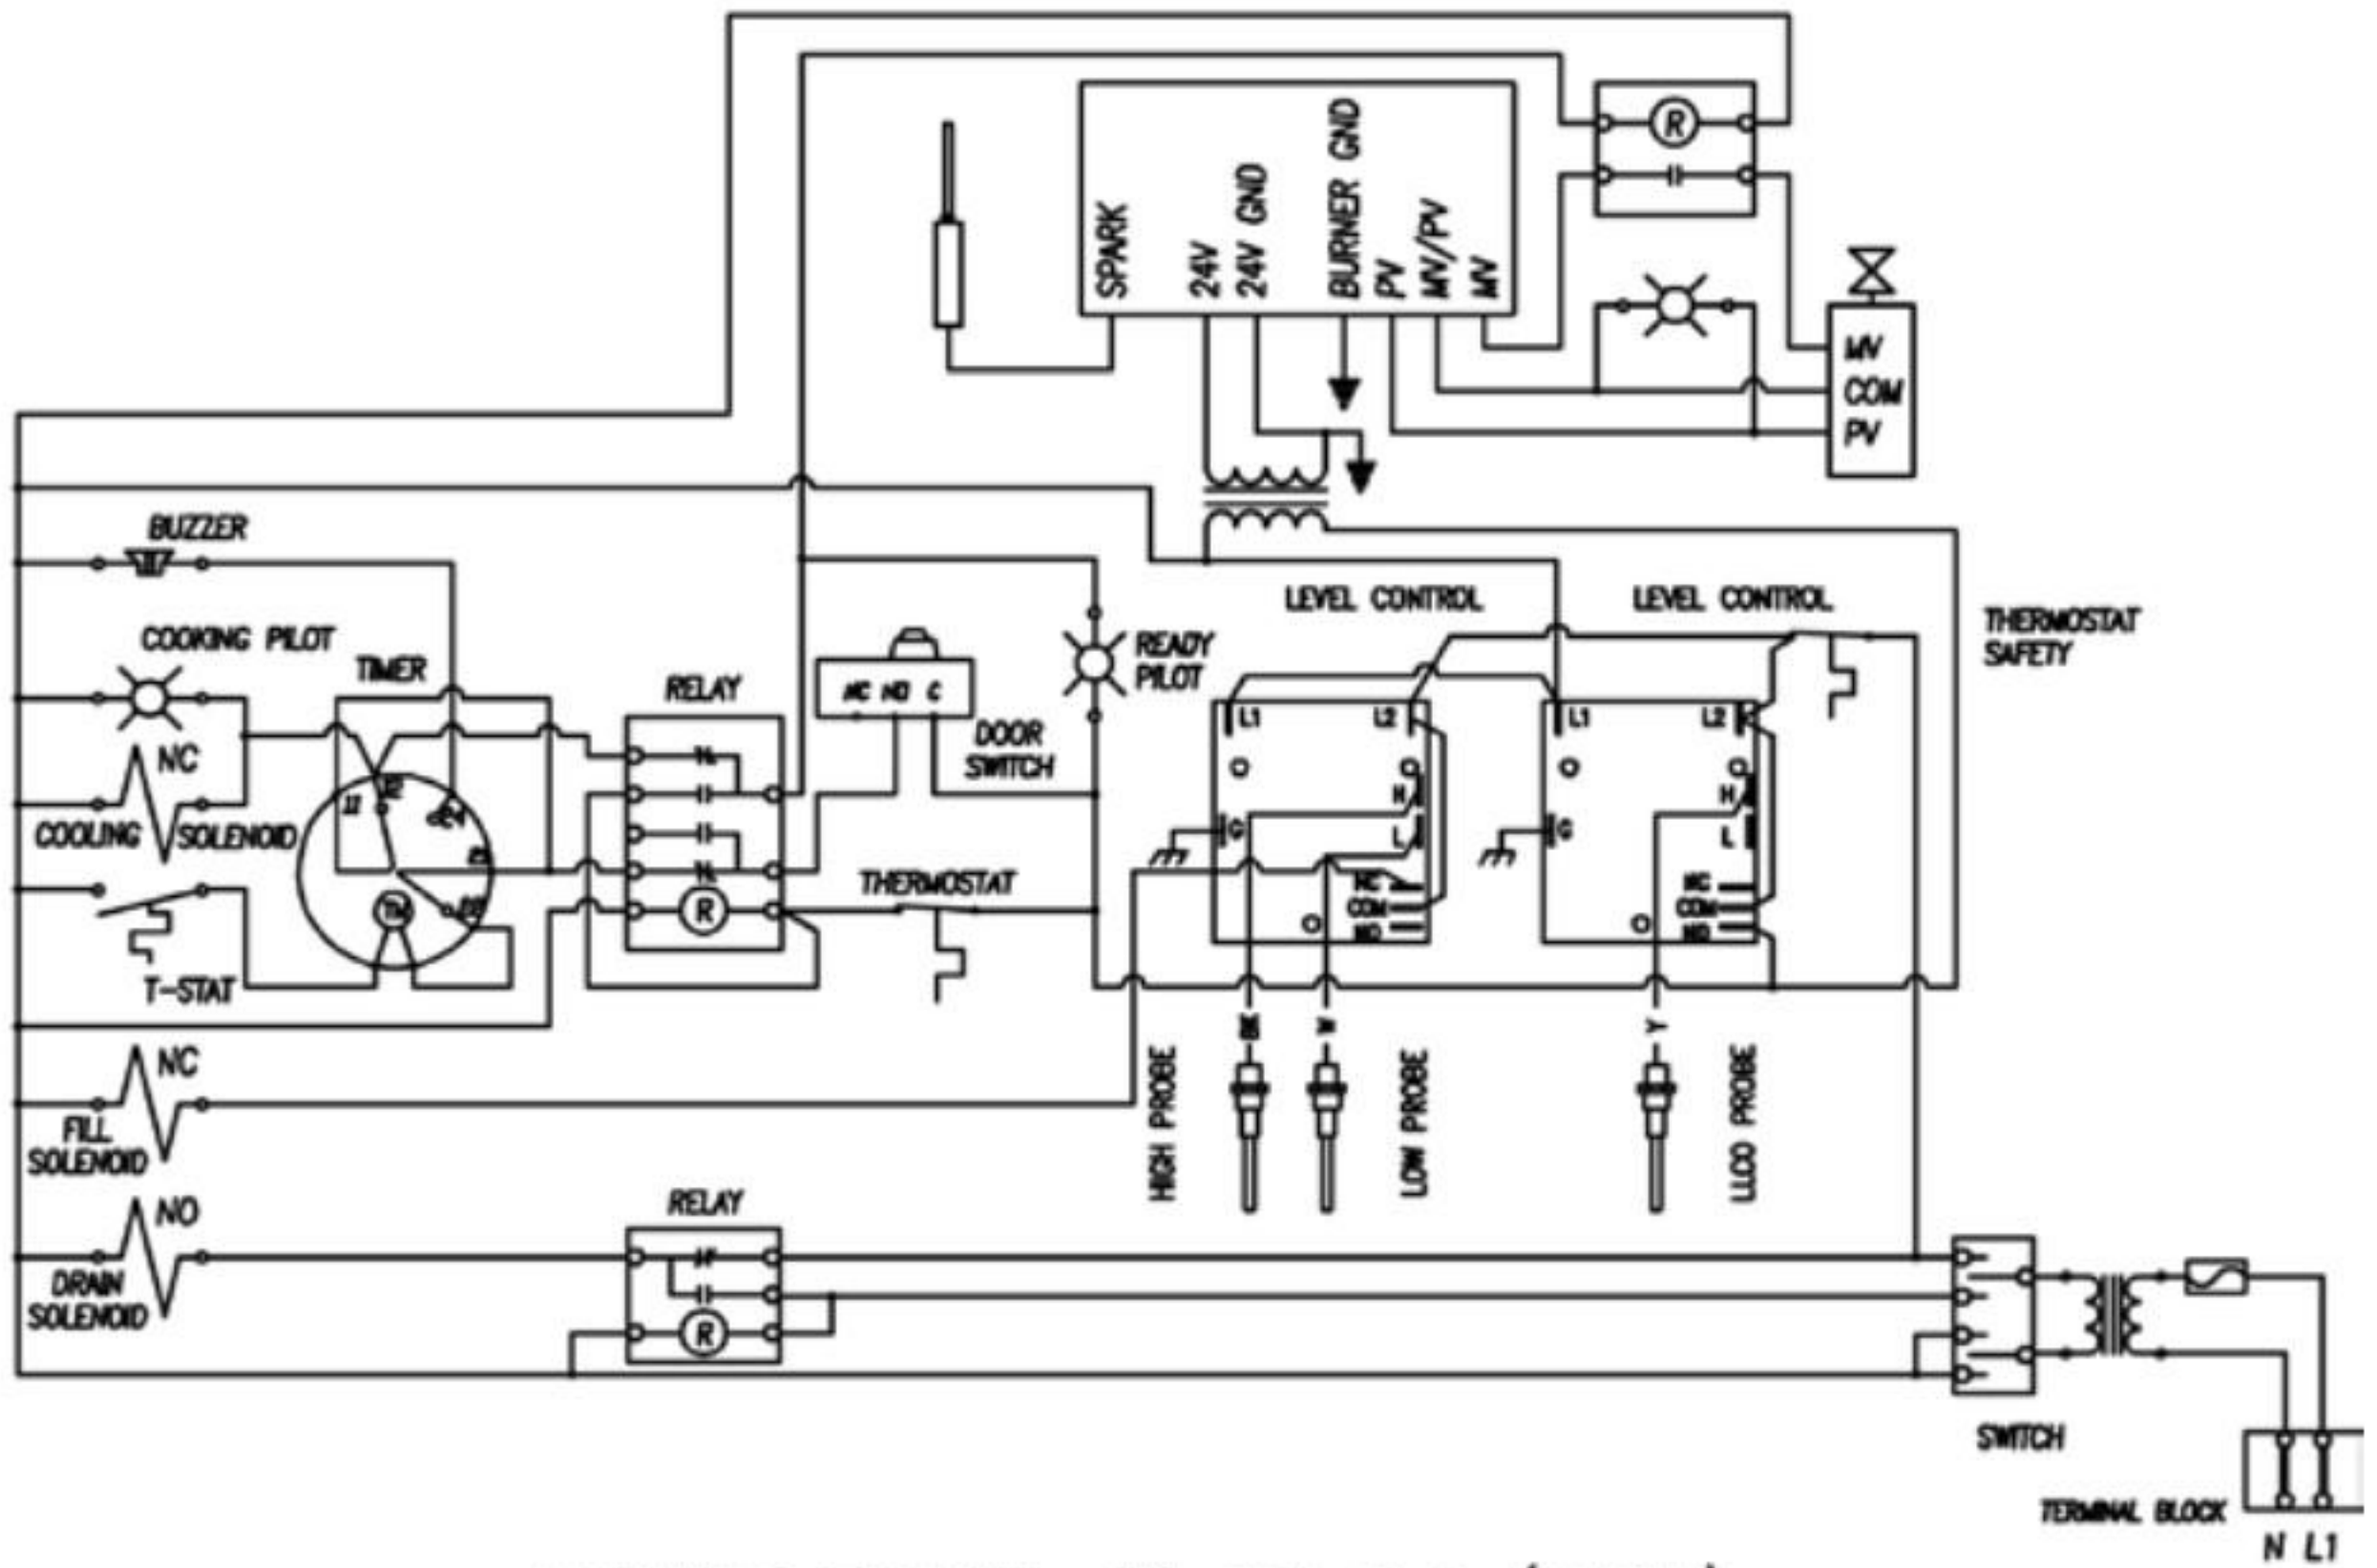 SPARK
24V
24V GND
BURNER GND
PV
MV/PV
MV
R
MV
COM
PV
BUZZER
COOKING PILOT
TIMER
NC
COOLING SOLENOID
T-STAT
11
TM
RELAY
R
NC NO C
DOOR
SWITCH
READY
PILOT
THERMOSTAT
LEVEL CONTROL
LEVEL CONTROL
THERMOSTAT
SAFETY
L1
L2
H
L
G
NC
COM
NO
L1
L2
H
L
G
NC
COM
NO
BK
W
Y
HIGH PROBE
LOW PROBE
LLCO PROBE
NC
FILL
SOLENOID
NO
DRAIN
SOLENOID
RELAY
R
SWITCH
TERMINAL BLOCK
N L1